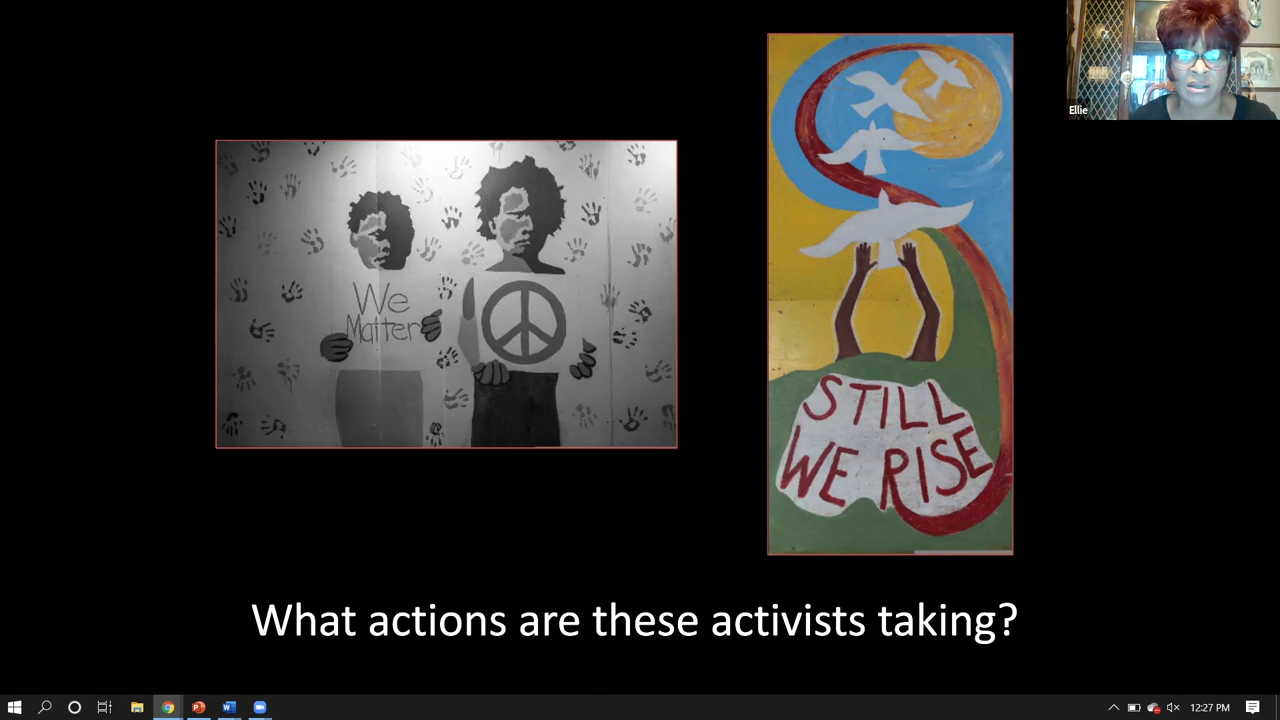 Ellie
We
Matter
STILL
WE RISE
What actions are these activists taking?
12:27 PM